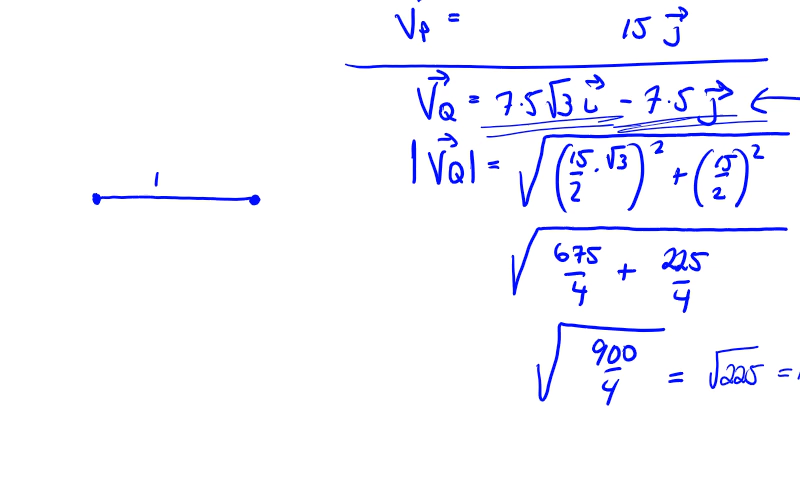 V⃗p = 15 j⃗
V⃗Q = 7.5√3 i⃗ − 7.5 j⃗ ←
|V⃗Q| = √((15/2 · √3)² + (15/2)²)
1
√(675/4 + 225/4)
√(900/4) = √225 =